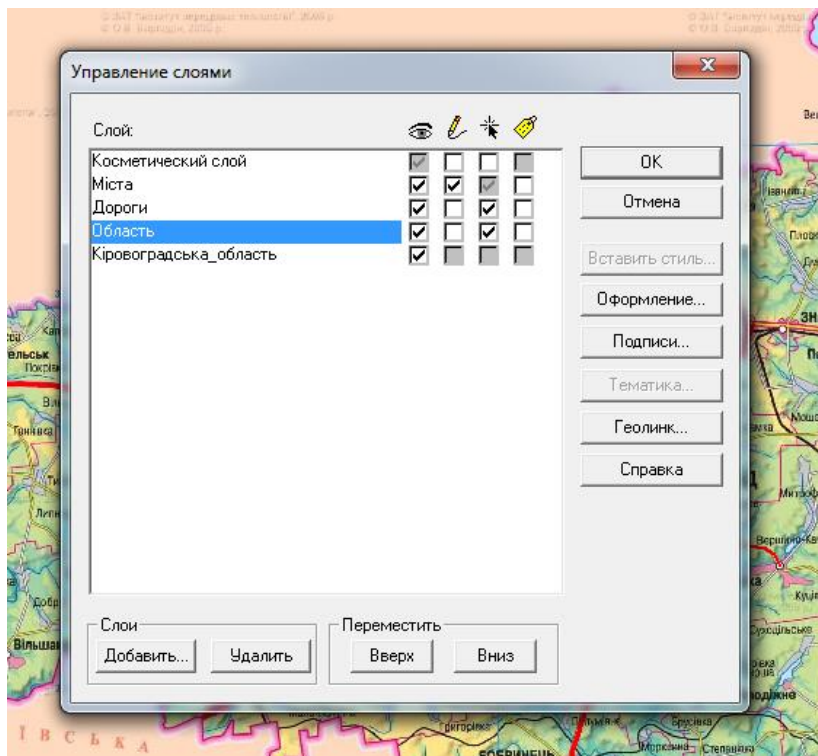 Управление слоями
Слой:
Косметический слой
Міста
Дороги
Область
Кіровоградська_область
OK
Отмена
Вставить стиль...
Оформление...
Подписи...
Тематика...
Геолинк...
Справка
Слои
Добавить...
Удалить
Переместить
Вверх
Вниз
ІВСЬКА